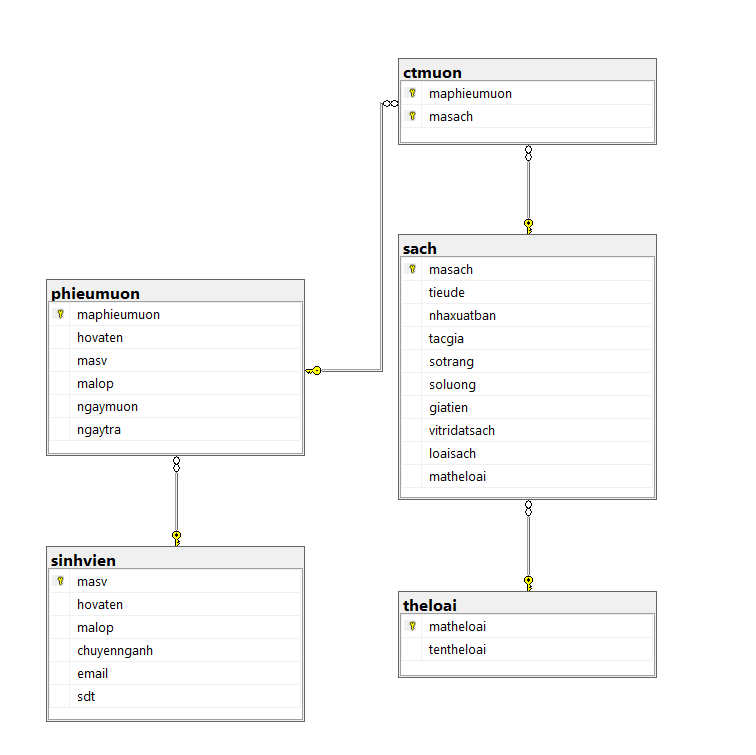 ctmuon
maphieumuon
masach
sach
masach
tieude
nhaxuatban
tacgia
sotrang
soluong
giatien
vitridatsach
loaisach
matheloai
phieumuon
maphieumuon
hovaten
masv
malop
ngaymuon
ngaytra
sinhvien
masv
hovaten
malop
chuyennganh
email
sdt
theloai
matheloai
tentheloai